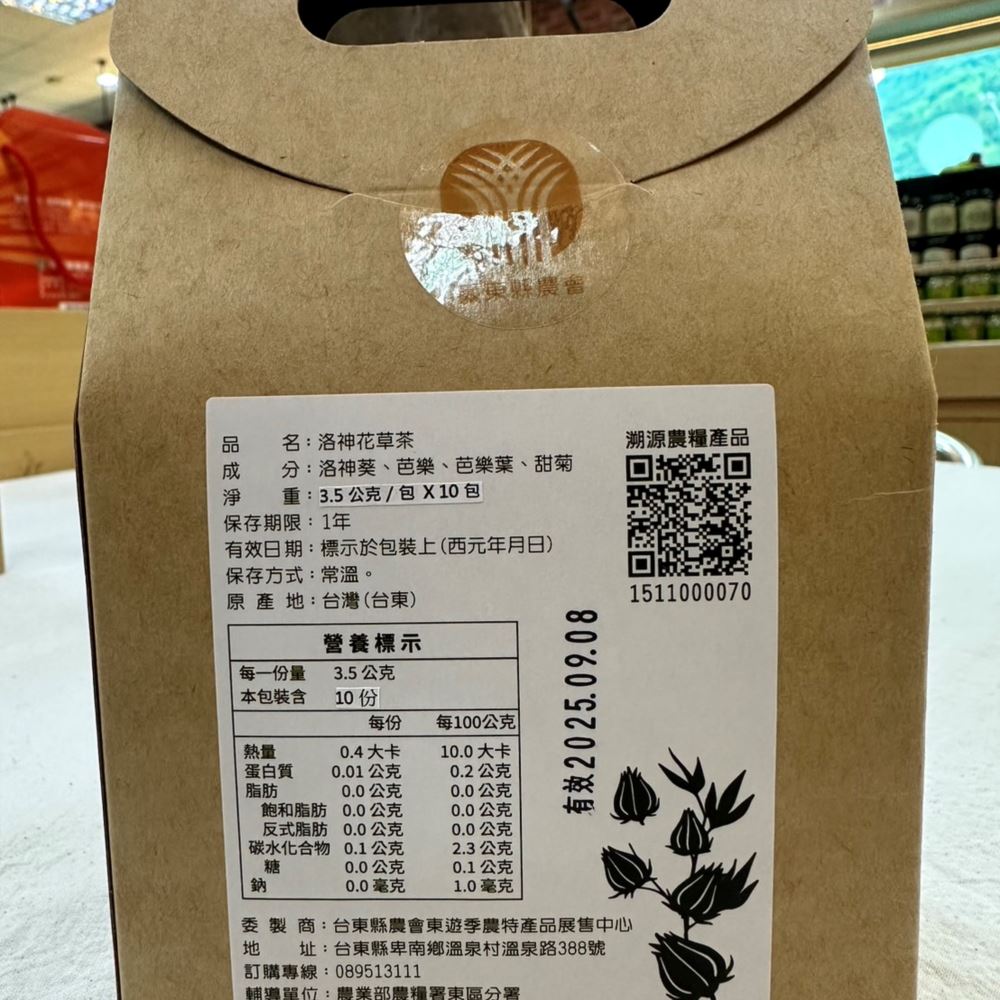 臺東縣農會
品 名：洛神花草茶
成 分：洛神葵、芭樂、芭樂葉、甜菊
淨 重：3.5 公克 / 包 X 10 包
保存期限：1年
有效日期：標示於包裝上(西元年月日)
保存方式：常溫。
原 產 地：台灣(台東)
溯源農糧產品
1511000070
有效2025.09.08
營養標示
每一份量 3.5 公克
本包裝含 10 份
每份 每100公克
熱量 0.4 大卡 10.0 大卡
蛋白質 0.01 公克 0.2 公克
脂肪 0.0 公克 0.0 公克
飽和脂肪 0.0 公克 0.0 公克
反式脂肪 0.0 公克 0.0 公克
碳水化合物 0.1 公克 2.3 公克
糖 0.0 公克 0.1 公克
鈉 0.0 毫克 1.0 毫克
委 製 商：台東縣農會東遊季農特產品展售中心
地 址：台東縣卑南鄉溫泉村溫泉路388號
訂購專線：089513111
輔導單位：農業部農糧署東區分署